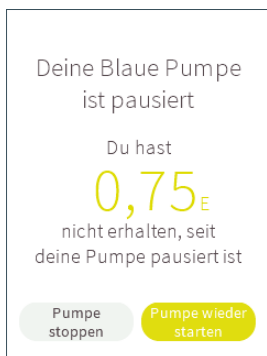 Deine Blaue Pumpe
ist pausiert
Du hast
0,75E
nicht erhalten, seit
deine Pumpe pausiert ist
Pumpe
stoppen
Pumpe wieder
starten